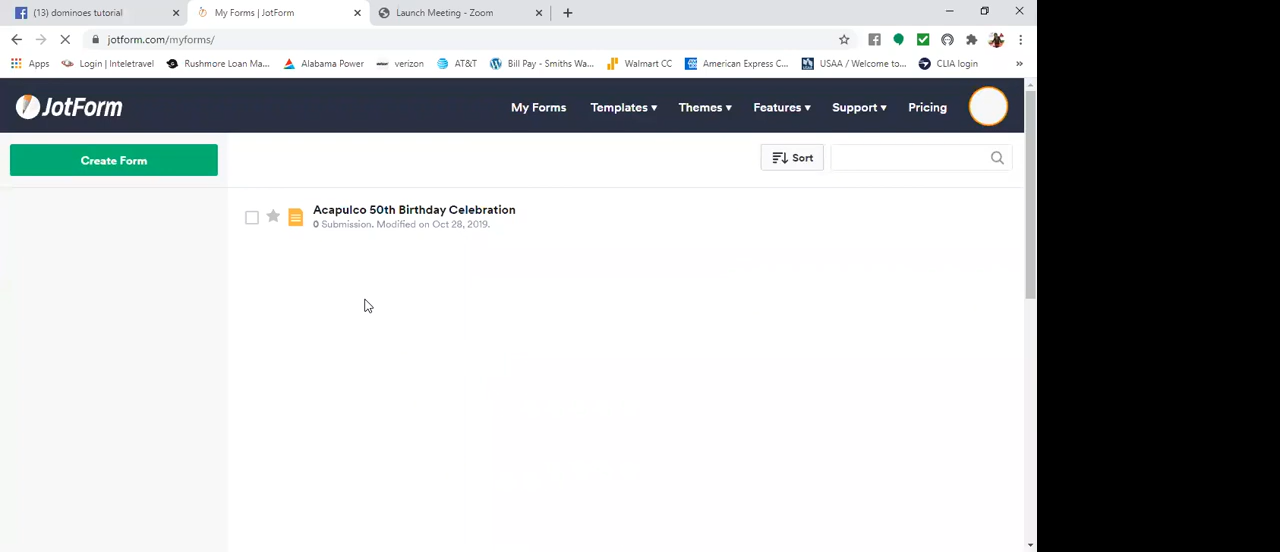 (13) dominoes tutorial
My Forms | JotForm
Launch Meeting - Zoom
jotform.com/myforms/
Apps
Login | Inteletravel
Rushmore Loan Ma...
Alabama Power
verizon
AT&T
Bill Pay - Smiths Wa...
Walmart CC
American Express C...
USAA / Welcome to...
CLIA login
»
JotForm
My Forms
Templates
Themes
Features
Support
Pricing
Create Form
Sort
Acapulco 50th Birthday Celebration
0 Submission. Modified on Oct 28, 2019.